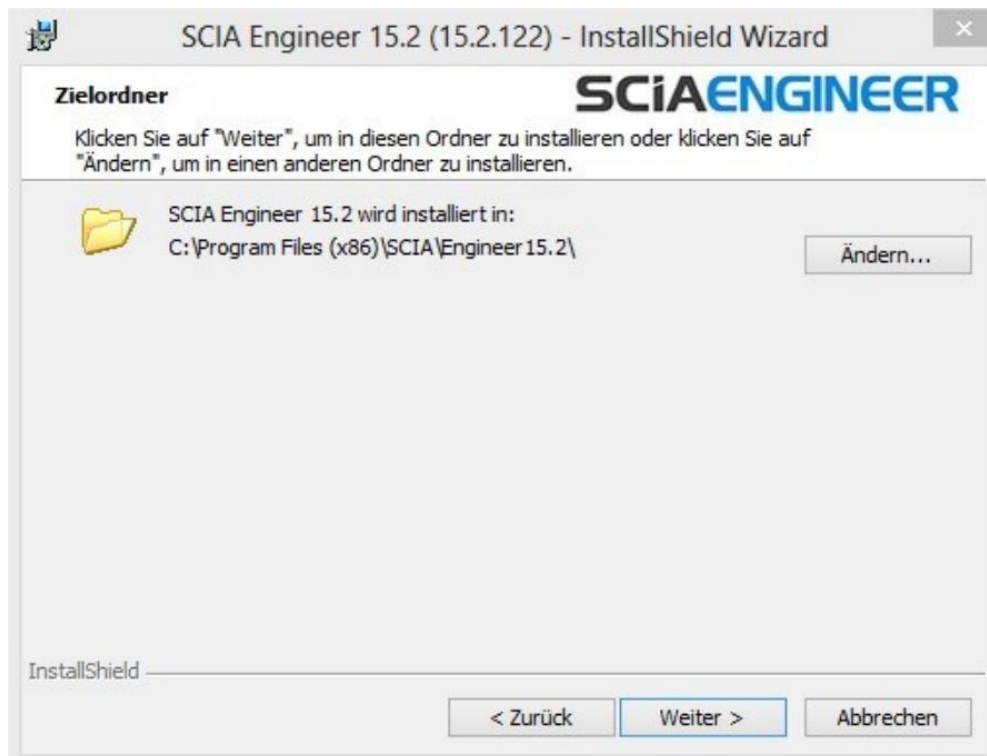 SCIA Engineer 15.2 (15.2.122) - InstallShield Wizard
Zielordner
SCiAENGINEER
Klicken Sie auf "Weiter", um in diesen Ordner zu installieren oder klicken Sie auf
"Ändern", um in einen anderen Ordner zu installieren.
SCIA Engineer 15.2 wird installiert in:
C:\Program Files (x86)\SCIA\Engineer15.2\
Ändern...
InstallShield
< Zurück
Weiter >
Abbrechen